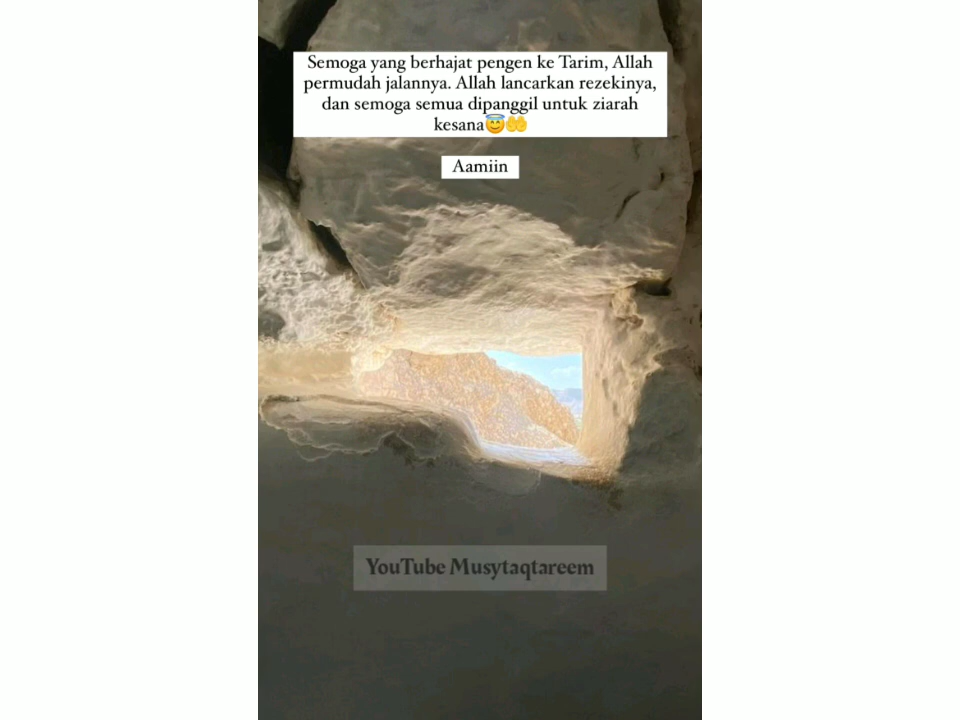 Semoga yang berhajat pengen ke Tarim, Allah
permudah jalannya. Allah lancarkan rezekinya,
dan semoga semua dipanggil untuk ziarah
kesana😇🤲
Aamiin
YouTube Musytaqtareem